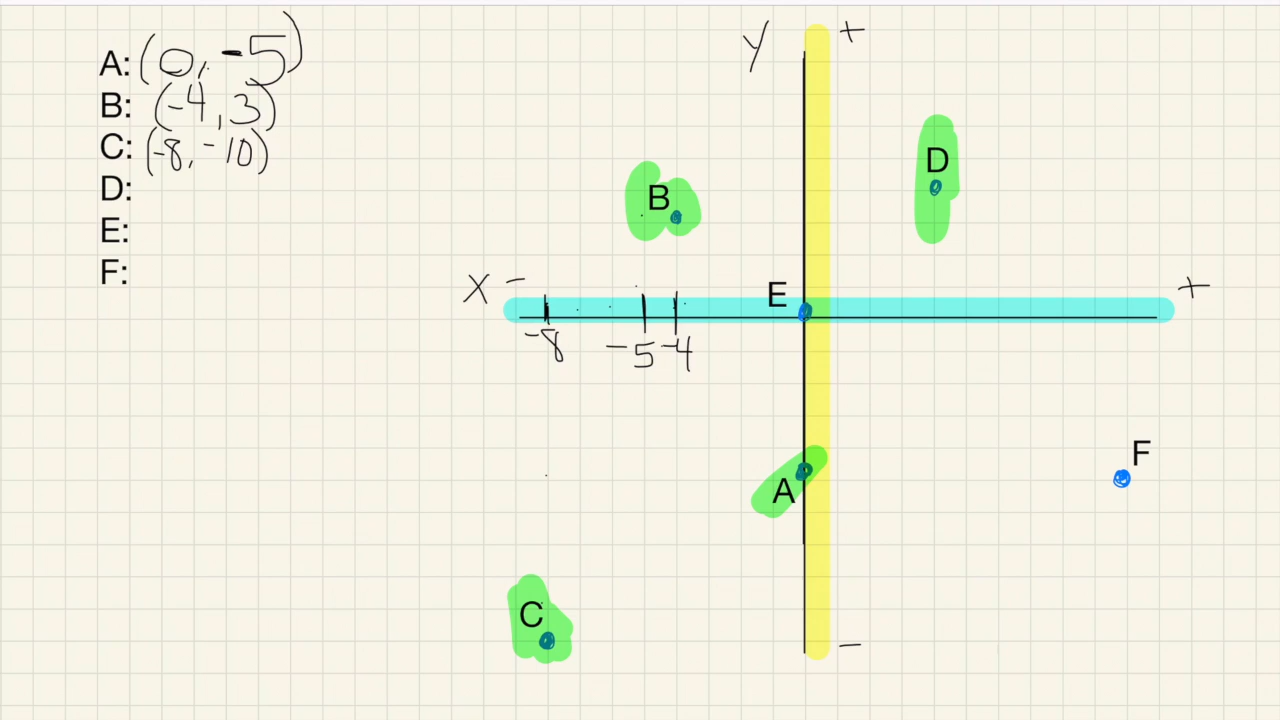 A: (0, -5)
B: (-4, 3)
C: (-8, -10)
D:
E:
F:
y +
D
B
X - E +
-8 -5 -4
F
A
C
-